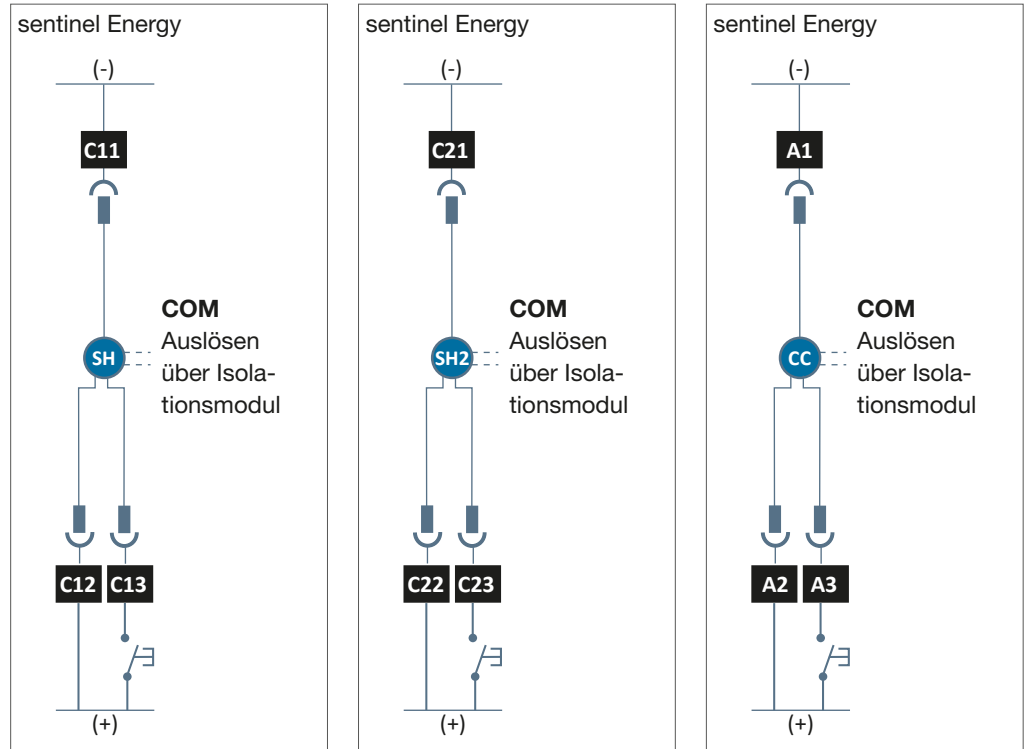 sentinel Energy
(-)
C11
COM
SH
Auslösen
über Isola-
tionsmodul
C12 C13
(+)
sentinel Energy
(-)
C21
COM
SH2
Auslösen
über Isola-
tionsmodul
C22 C23
(+)
sentinel Energy
(-)
A1
COM
CC
Auslösen
über Isola-
tionsmodul
A2 A3
(+)